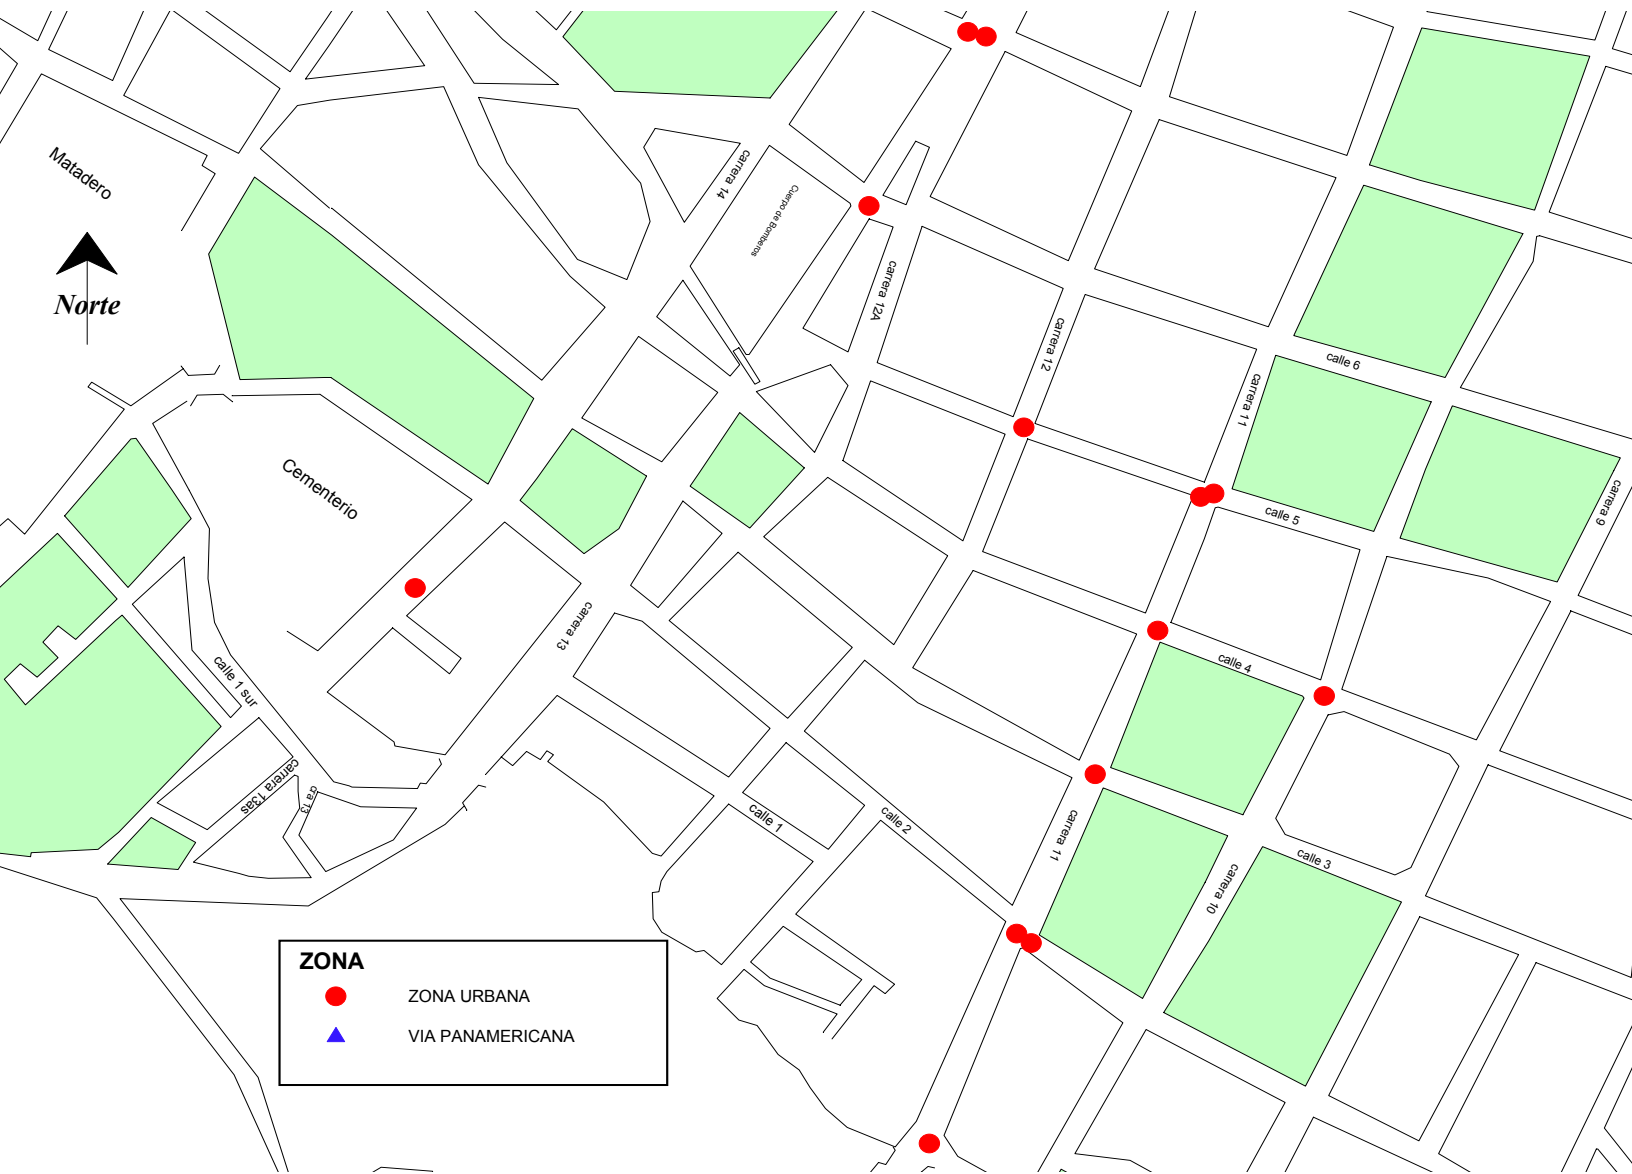 Matadero
carrera 14
Cuerpo de Bomberos
Norte
carrera 12A
carrera 12
calle 6
carrera 11
Cementerio
carrera 9
calle 5
carrera 13
calle 4
calle 1 sur
carrera 13as
cra 13
calle 1
calle 2
carrera 11
calle 3
carrera 10
ZONA
ZONA URBANA
VIA PANAMERICANA